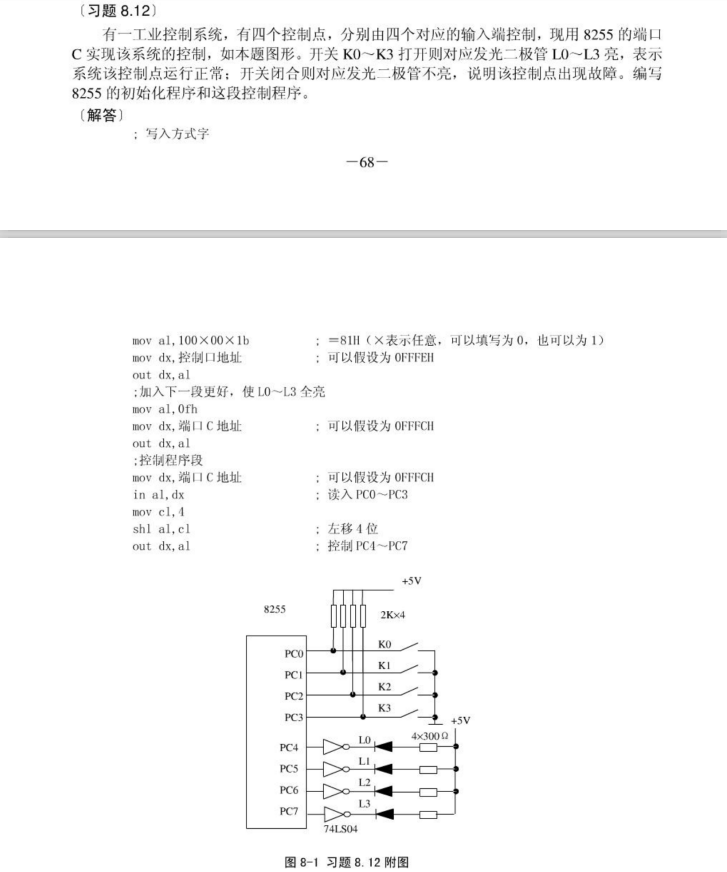 〔习题 8.12〕
有一工业控制系统，有四个控制点，分别由四个对应的输入端控制，现用 8255 的端口
C 实现该系统的控制，如本题图形。开关 K0～K3 打开则对应发光二极管 L0～L3 亮，表示
系统该控制点运行正常；开关闭合则对应发光二极管不亮，说明该控制点出现故障。编写
8255 的初始化程序和这段控制程序。
〔解答〕
；写入方式字
—68—
mov al,100×00×1b ；=81H（×表示任意，可以填写为 0，也可以为 1）
mov dx,控制口地址 ；可以假设为 0FFFEH
out dx,al
;加入下一段更好，使 L0～L3 全亮
mov al,0fh
mov dx,端口 C 地址 ；可以假设为 0FFFCH
out dx,al
;控制程序段
mov dx,端口 C 地址 ；可以假设为 0FFFCH
in al,dx ；读入 PC0～PC3
mov cl,4
shl al,cl ；左移 4 位
out dx,al ；控制 PC4～PC7
+5V
8255
2K×4
PC0 K0
PC1 K1
PC2 K2
PC3 K3
+5V
PC4 L0 4×300Ω
PC5 L1
PC6 L2
PC7 L3
74LS04
图 8-1 习题 8.12 附图